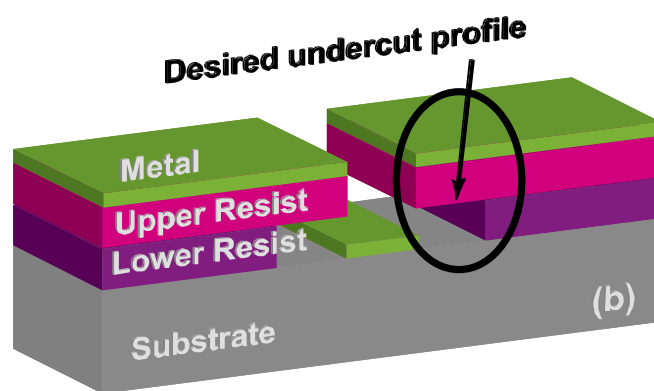 Desired undercut profile
Metal
Upper Resist
Lower Resist
Substrate
(b)